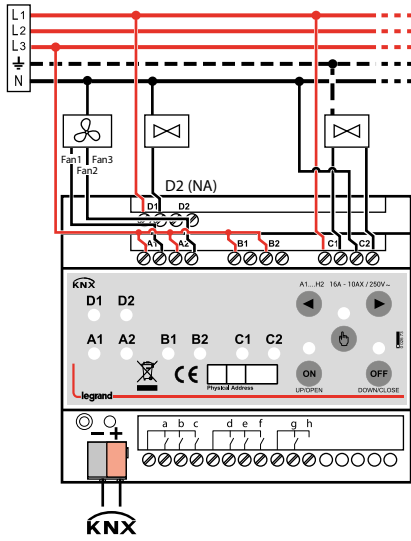 L1
L2
L3
N
Fan1 Fan3
Fan2
D2 (NA)
D1 D2
A1 A2 B1 B2 C1 C2
KNX
A1....H2 16A - 10AX / 250V~
D1 D2
A1 A2 B1 B2 C1 C2
CE
Physical Address
ON
OFF
UP/OPEN
DOWN/CLOSE
legrand
a b c d e f g h
- +
KNX